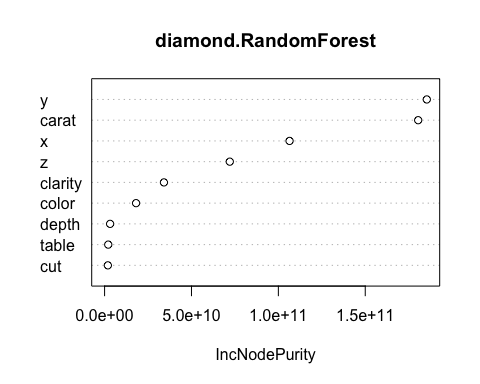 diamond.RandomForest
y
carat
x
z
clarity
color
depth
table
cut
0.0e+00 5.0e+10 1.0e+11 1.5e+11
IncNodePurity